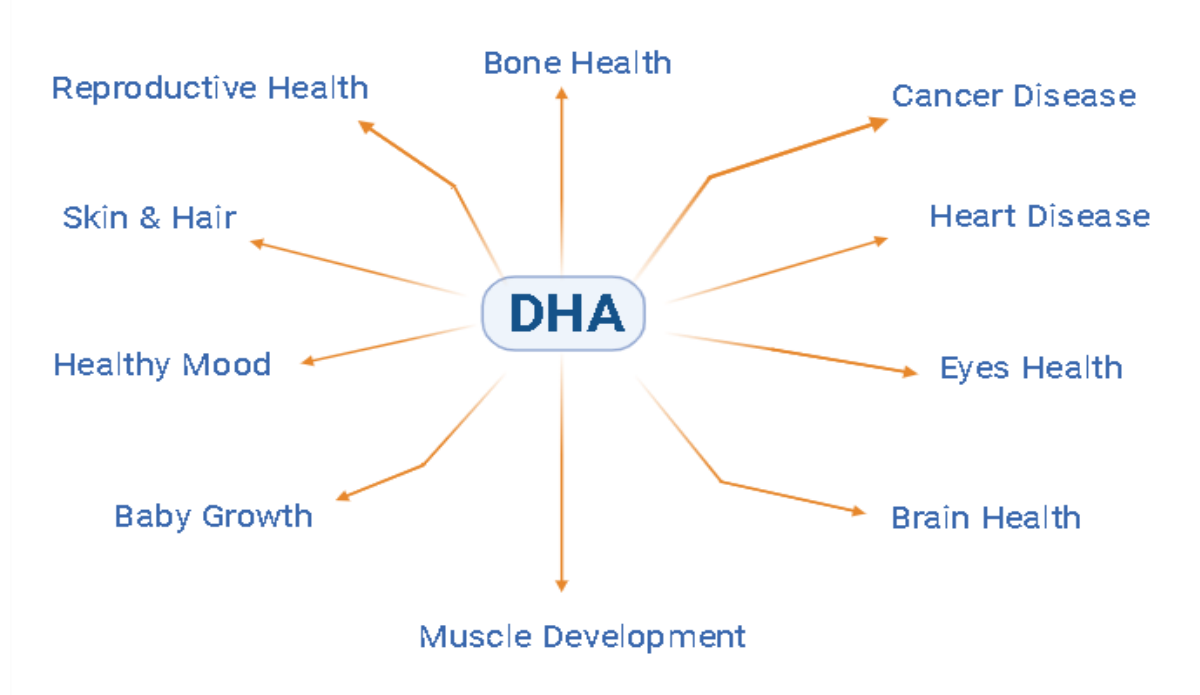 Bone Health
Reproductive Health
Cancer Disease
Skin & Hair
Heart Disease
DHA
Healthy Mood
Eyes Health
Baby Growth
Brain Health
Muscle Development